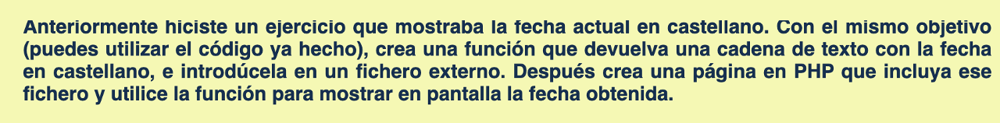 Anteriormente hiciste un ejercicio que mostraba la fecha actual en castellano. Con el mismo objetivo
(puedes utilizar el código ya hecho), crea una función que devuelva una cadena de texto con la fecha
en castellano, e introdúcela en un fichero externo. Después crea una página en PHP que incluya ese
fichero y utilice la función para mostrar en pantalla la fecha obtenida.